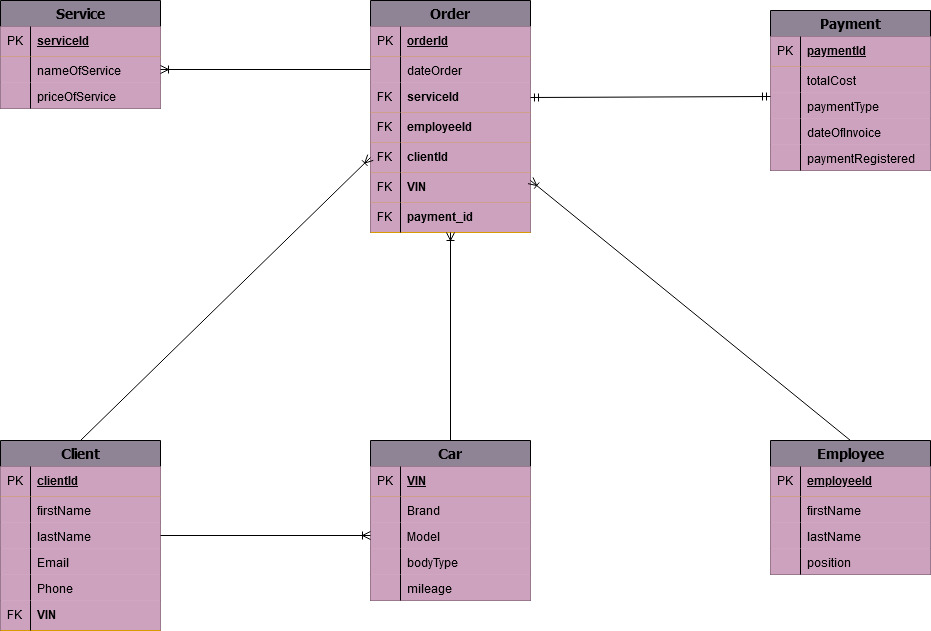 Service
PK serviceId
nameOfService
priceOfService
Order
PK orderId
dateOrder
FK serviceId
FK employeeId
FK clientId
FK VIN
FK payment_id
Payment
PK paymentId
totalCost
paymentType
dateOfInvoice
paymentRegistered
Client
PK clientId
firstName
lastName
Email
Phone
FK VIN
Car
PK VIN
Brand
Model
bodyType
mileage
Employee
PK employeeId
firstName
lastName
position